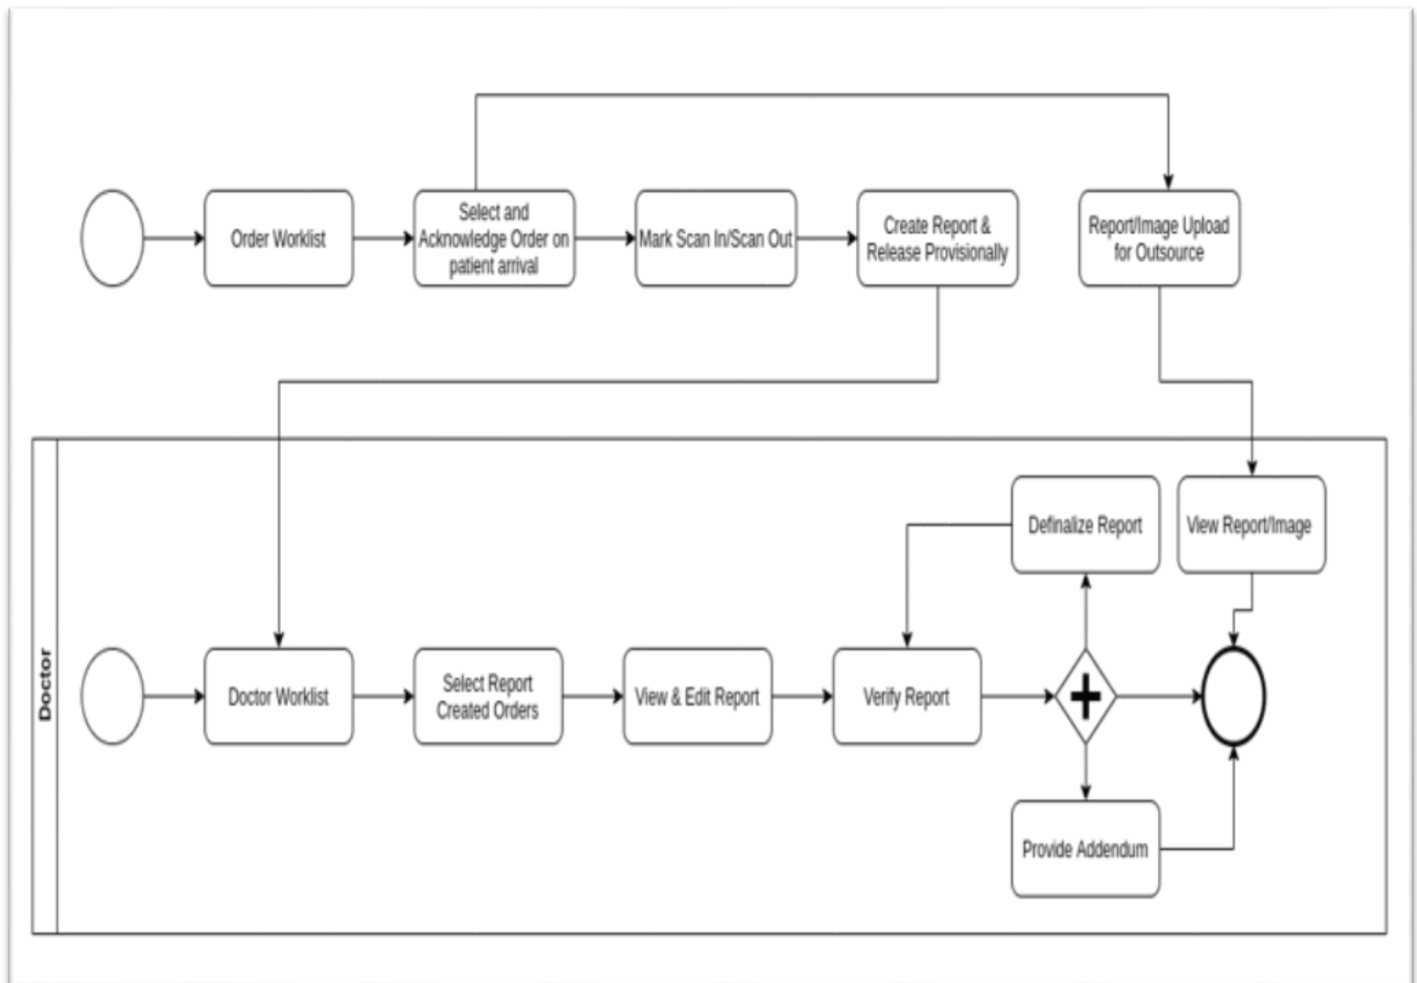 Order Worklist
Select and
Acknowledge Order on
patient arrival
Mark Scan In/Scan Out
Create Report &
Release Provisionally
Report/Image Upload
for Outsource
Doctor
Definalize Report
View Report/Image
Doctor Worklist
Select Report
Created Orders
View & Edit Report
Verify Report
Provide Addendum